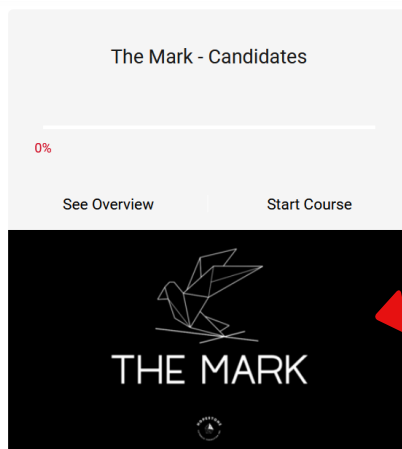 The Mark - Candidates
0%
See Overview
Start Course
THE MARK